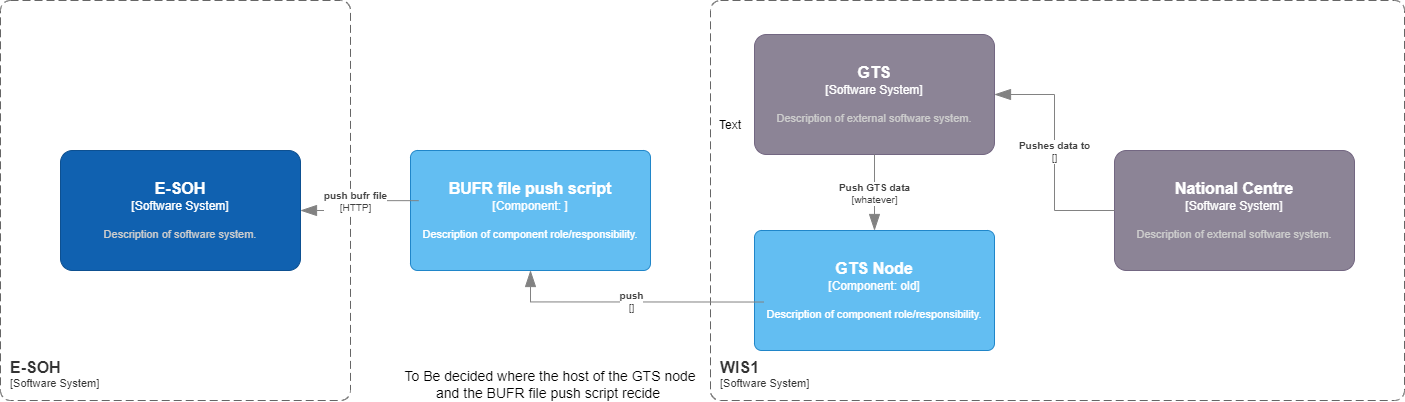 E-SOH
[Software System]
Description of software system.
push bufr file
[HTTP]
BUFR file push script
[Component: ]
Description of component role/responsibility.
push
[]
Text
GTS
[Software System]
Description of external software system.
Push GTS data
[whatever]
GTS Node
[Component: old]
Description of component role/responsibility.
Pushes data to
[]
National Centre
[Software System]
Description of external software system.
E-SOH
[Software System]
To Be decided where the host of the GTS node
and the BUFR file push script recide
WIS1
[Software System]